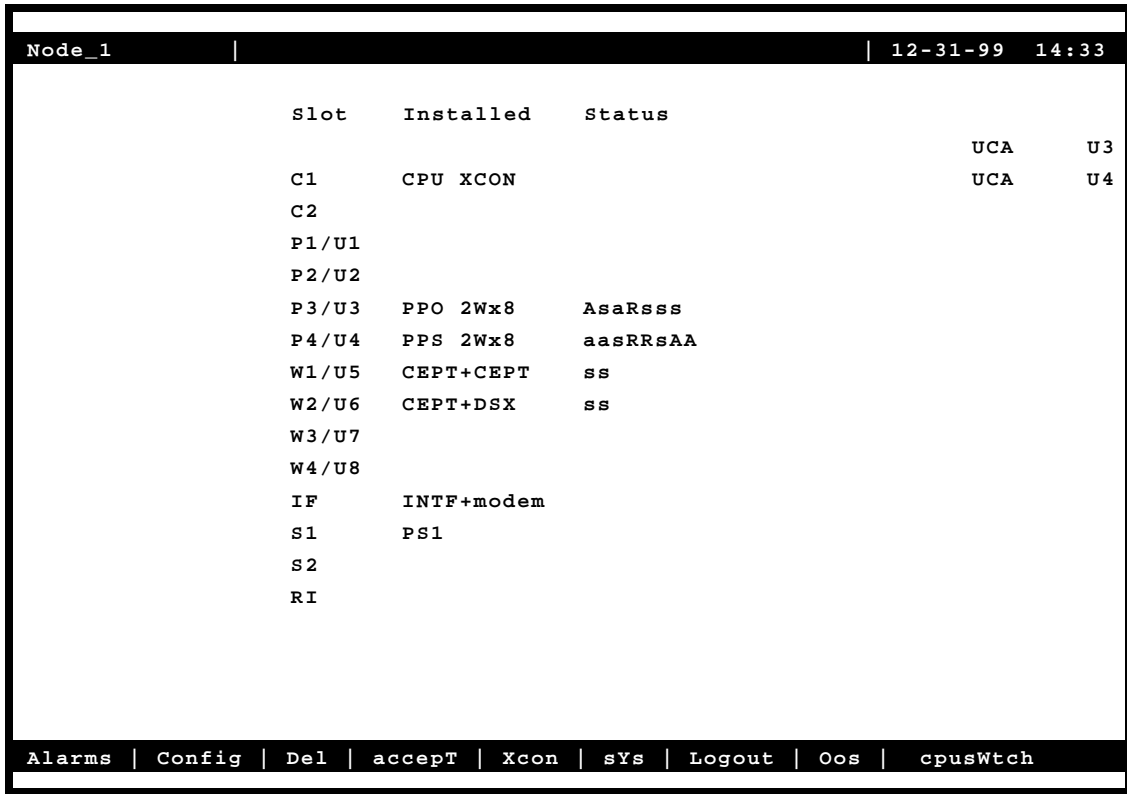 Node_1 | | 12-31-99 14:33
Slot Installed Status
UCA U3
C1 CPU XCON UCA U4
C2
P1/U1
P2/U2
P3/U3 PPO 2Wx8 AsaRsss
P4/U4 PPS 2Wx8 aasRRsAA
W1/U5 CEPT+CEPT ss
W2/U6 CEPT+DSX ss
W3/U7
W4/U8
IF INTF+modem
S1 PS1
S2
RI
Alarms | Config | Del | accepT | Xcon | sYs | Logout | Oos | cpusWtch